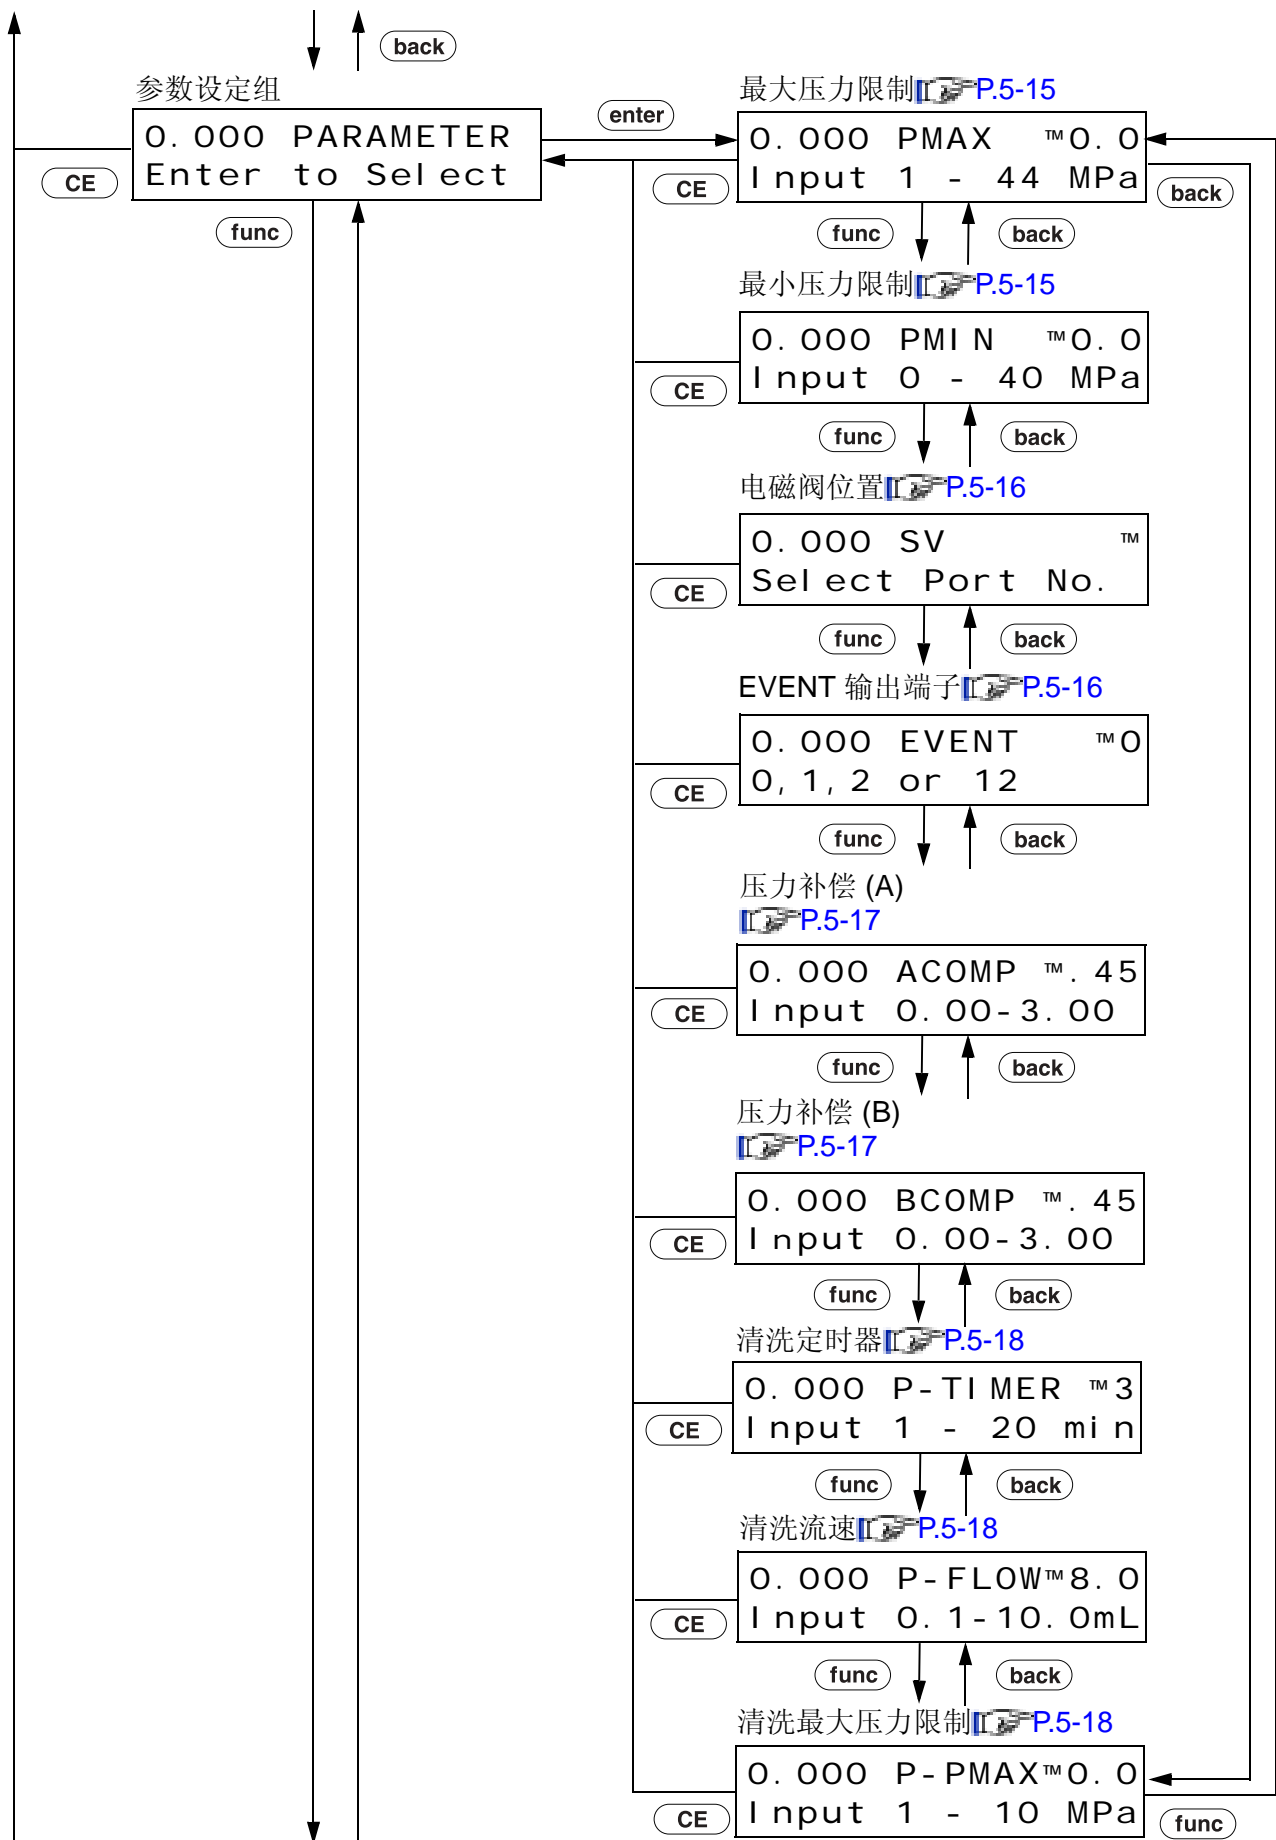 back
参数设定组
0.000 PARAMETER
Enter to Select
CE
func
enter
最大压力限制 P.5-15
0.000 PMAX ™0.0
Input 1 - 44 MPa
CE
back
func
back
最小压力限制 P.5-15
0.000 PMIN ™0.0
Input 0 - 40 MPa
CE
func
back
电磁阀位置 P.5-16
0.000 SV ™
Select Port No.
CE
func
back
EVENT 输出端子 P.5-16
0.000 EVENT ™0
0,1,2 or 12
CE
func
back
压力补偿 (A)
P.5-17
0.000 ACOMP ™.45
Input 0.00-3.00
CE
func
back
压力补偿 (B)
P.5-17
0.000 BCOMP ™.45
Input 0.00-3.00
CE
func
back
清洗定时器 P.5-18
0.000 P-TIMER ™3
Input 1 - 20 min
CE
func
back
清洗流速 P.5-18
0.000 P-FLOW™8.0
Input 0.1-10.0mL
CE
func
back
清洗最大压力限制 P.5-18
0.000 P-PMAX™0.0
Input 1 - 10 MPa
CE
func